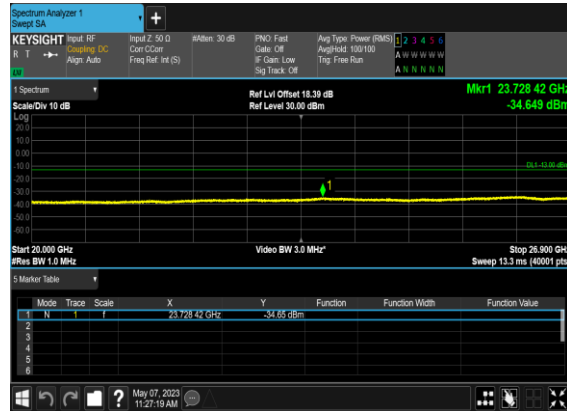 Spectrum Analyzer 1
Swept SA
+
KEYSIGHT Input: RF Input Z: 50 Ω #Atten: 30 dB PNO: Fast Avg Type: Power (RMS) 1 2 3 4 5 6
R T Coupling: DC Corr CCorr Gate: Off Avg|Hold: 100/100 A W W W W W
Align: Auto Freq Ref: Int (S) IF Gain: Low Trig: Free Run A N N N N N
Sig Track: Off
1 Spectrum Ref Lvl Offset 18.39 dB Mkr1 23.728 42 GHz
Scale/Div 10 dB Ref Level 30.00 dBm -34.649 dBm
Log
20.0
10.0
0.00
-10.0 DL1 -13.00 dBm
-20.0
-30.0 1
-40.0
-50.0
-60.0
Start 20.000 GHz Video BW 3.0 MHz* Stop 26.900 GHz
#Res BW 1.0 MHz Sweep 13.3 ms (40001 pts)
5 Marker Table
Mode Trace Scale X Y Function Function Width Function Value
1 N 1 f 23.728 42 GHz -34.65 dBm
2
3
4
5
6
? May 07, 2023
11:27:19 AM